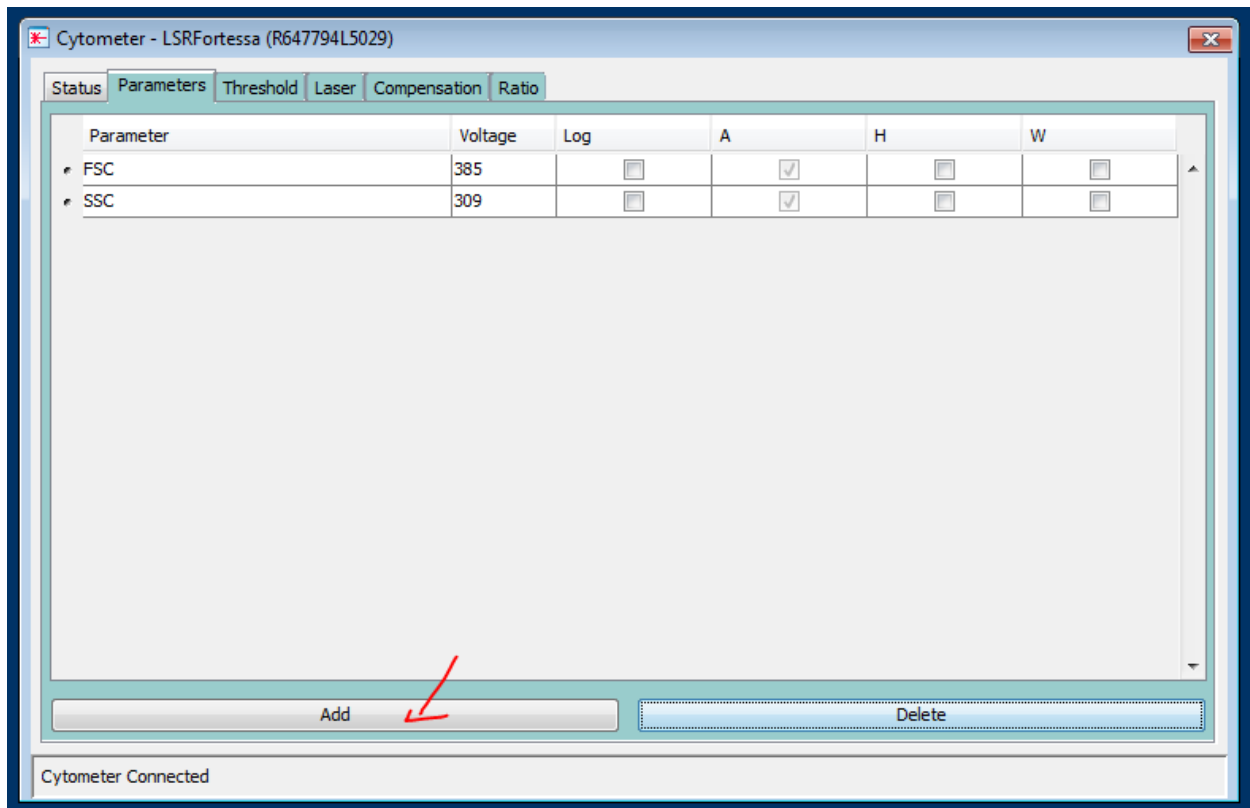 Cytometer - LSRFortessa (R647794L5029)
Status Parameters Threshold Laser Compensation Ratio
Parameter Voltage Log A H W
FSC 385
SSC 309
Add Delete
Cytometer Connected